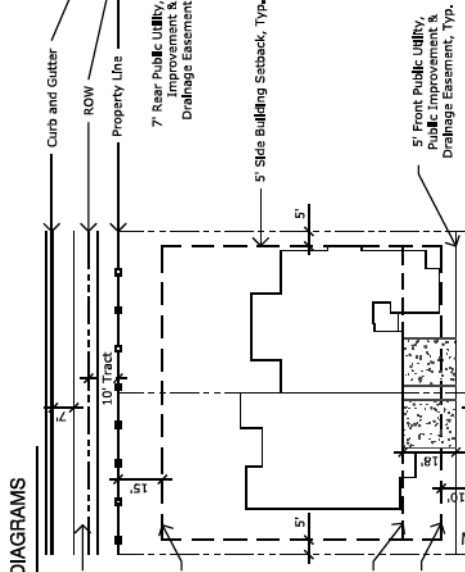 DIAGRAMS
Curb and Gutter
ROW
Property Line
7' Rear Public Utility,
Improvement &
Drainage Easement
5' Side Building Setback, Typ.
5' Front Public Utility,
Public Improvement &
Drainage Easement, Typ.
7'
10' Tract
15'
5'
5'
18'
10'